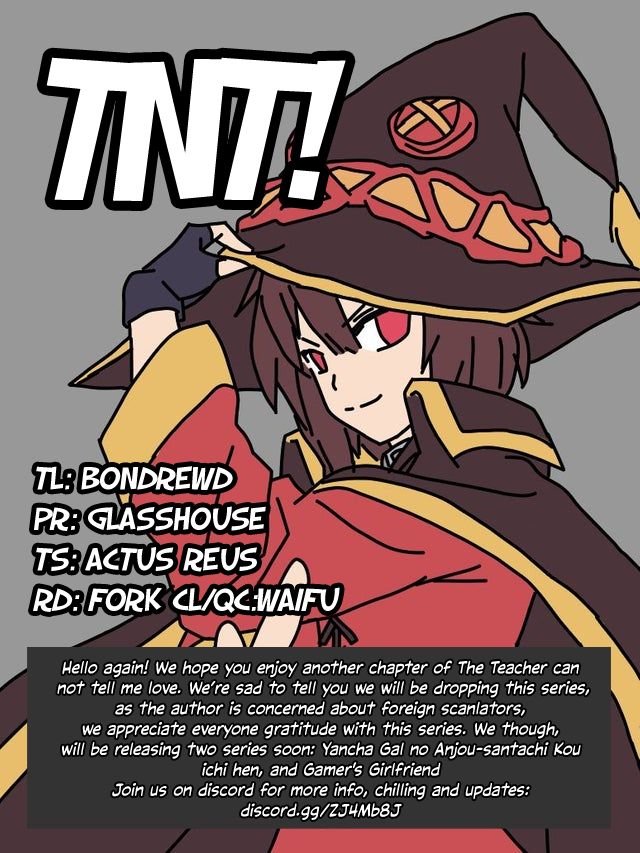 TNT!
TL: BONDREWD
PR: GLASSHOUSE
TS: ACTUS REUS
RD: FORK CL/QC:WAIFU
Hello again! We hope you enjoy another chapter of The Teacher can
not tell me love. We're sad to tell you we will be dropping this series,
as the author is concerned about foreign scanlators,
we appreciate everyone gratitude with this series. We though,
will be releasing two series soon: Yancha Gal no Anjou-santachi Kou
ichi hen, and Gamer's Girlfriend
Join us on discord for more info, chilling and updates:
discord.gg/ZJ4Mb8J